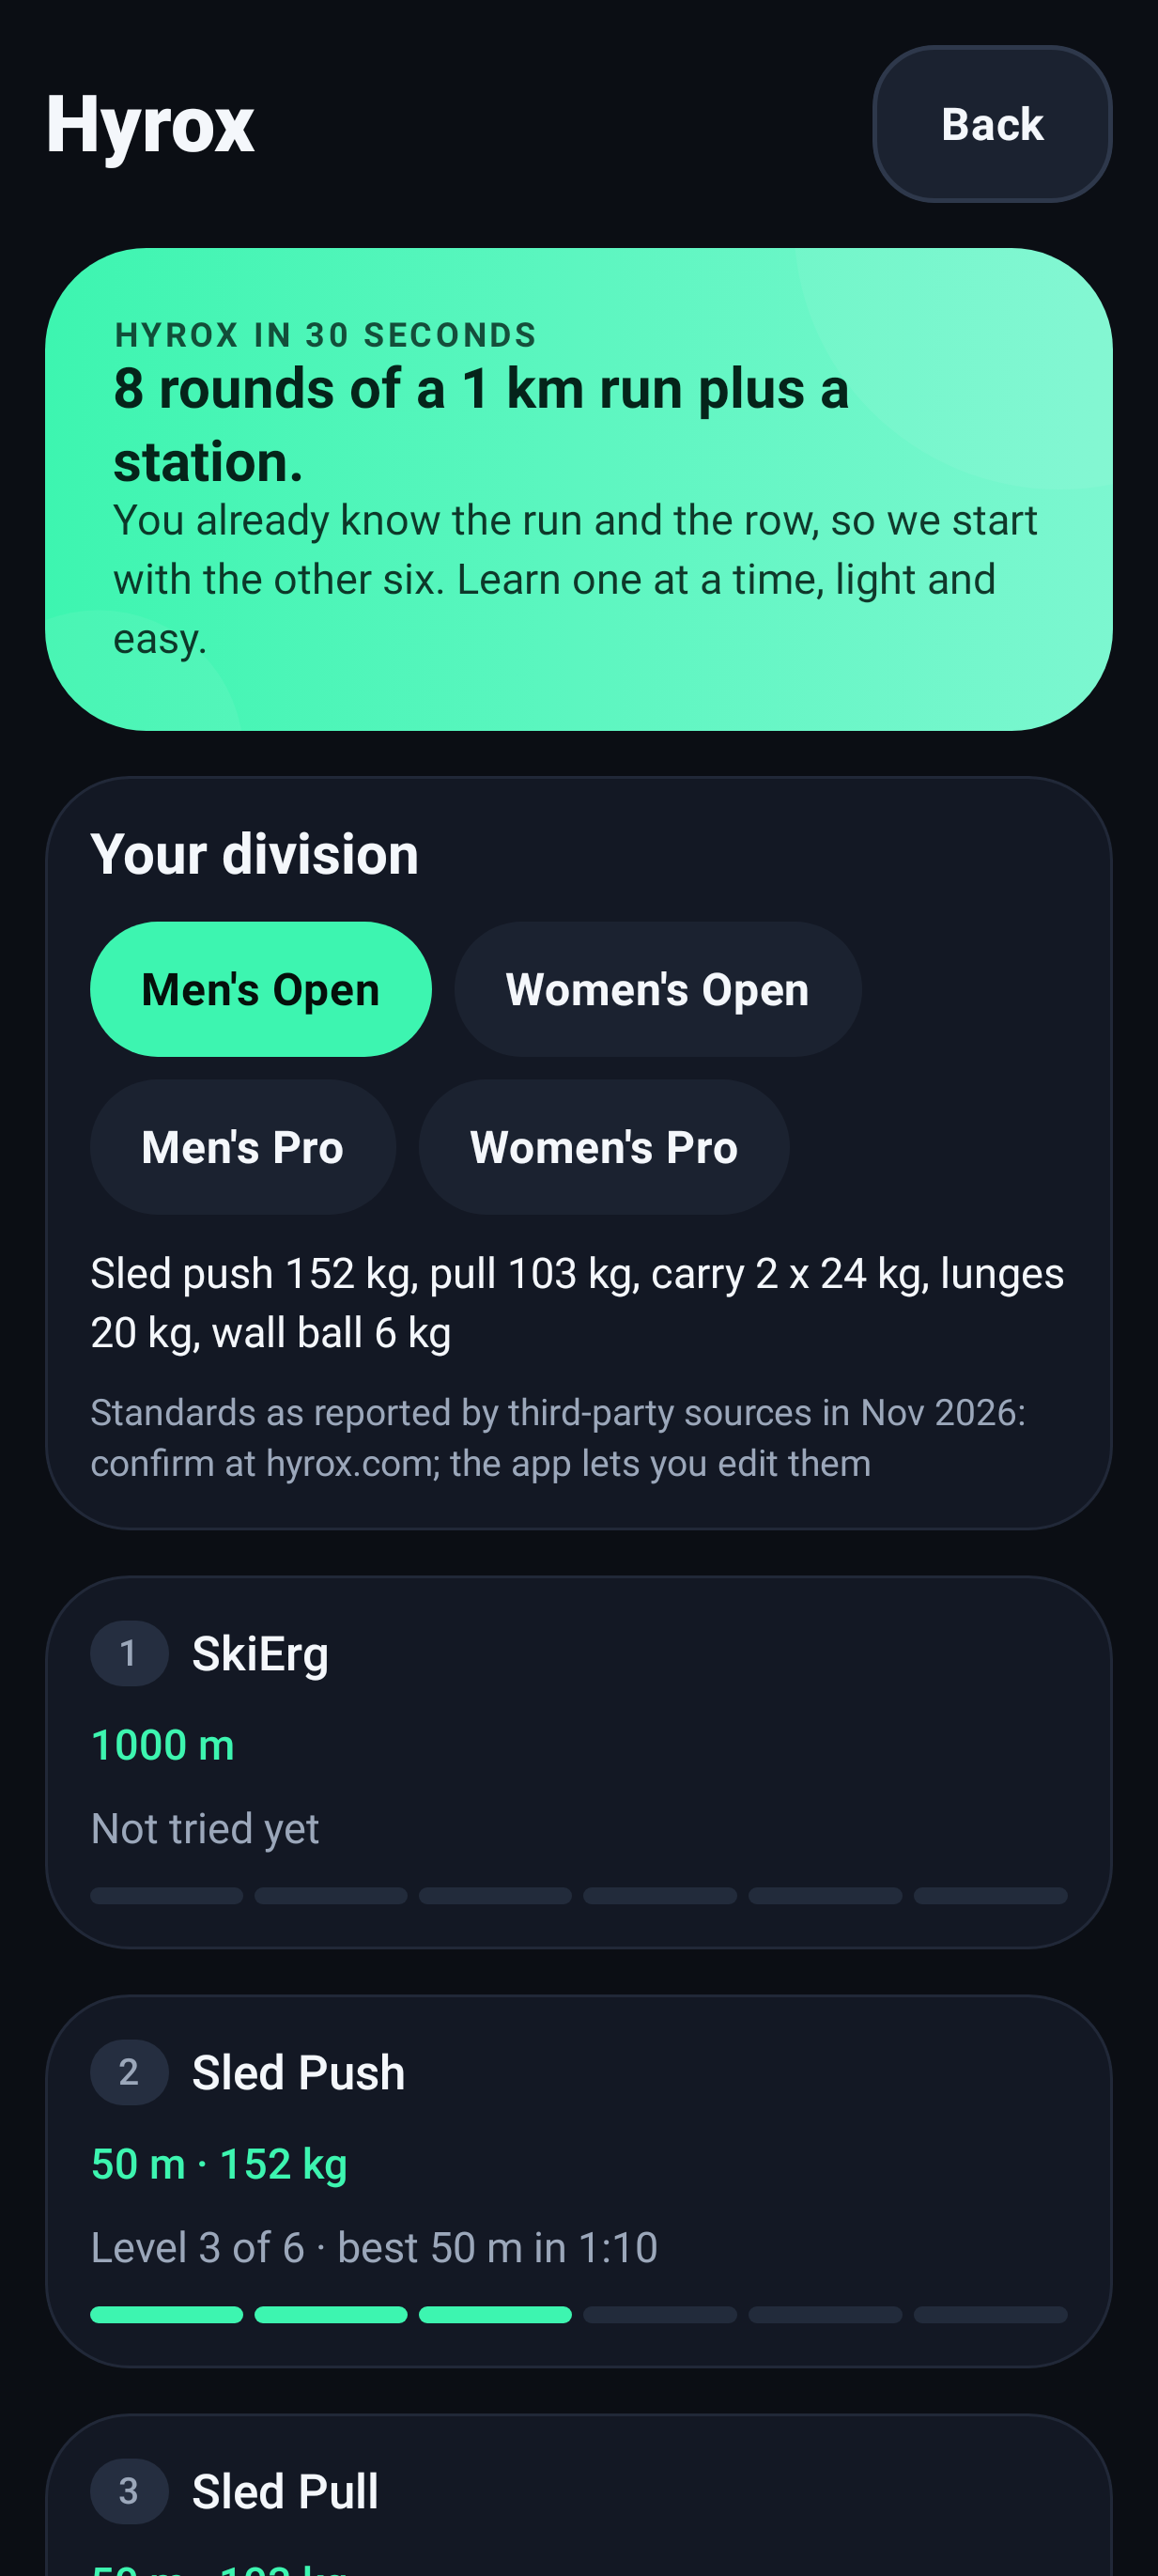 Hyrox
Back
HYROX IN 30 SECONDS
8 rounds of a 1 km run plus a
station.
You already know the run and the row, so we start
with the other six. Learn one at a time, light and
easy.
Your division
Men's Open
Women's Open
Men's Pro
Women's Pro
Sled push 152 kg, pull 103 kg, carry 2 x 24 kg, lunges
20 kg, wall ball 6 kg
Standards as reported by third-party sources in Nov 2026:
confirm at hyrox.com; the app lets you edit them
1 SkiErg
1000 m
Not tried yet
2 Sled Push
50 m · 152 kg
Level 3 of 6 · best 50 m in 1:10
3 Sled Pull
50 m · 103 kg